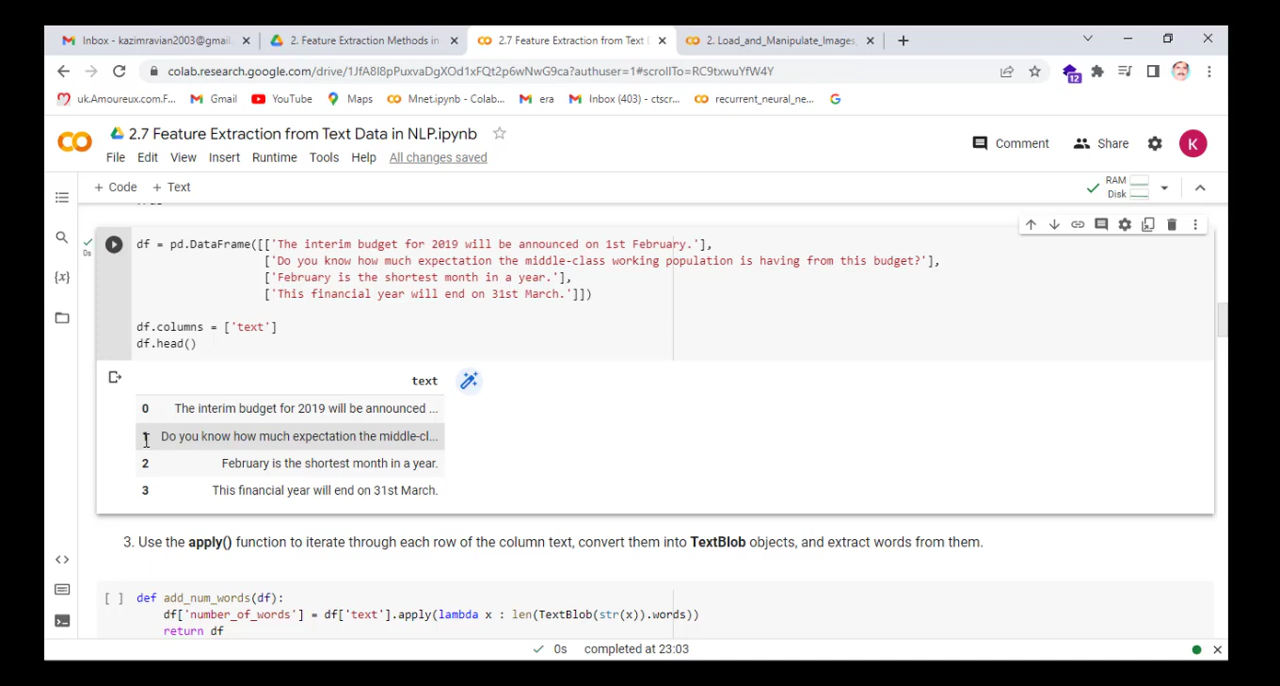 Inbox - kazimravian2003@gmail.
2. Feature Extraction Methods in
2.7 Feature Extraction from Text
2. Load_and_Manipulate_Images_
colab.research.google.com/drive/1JfA8I8pPuxvaDgXOd1xFQt2p6wNwG9ca?authuser=1#scrollTo=RC9txwuYfW4Y
12
uk.Amoureux.com.F...
Gmail
YouTube
Maps
Mnet.ipynb - Colab...
era
Inbox (403) - ctscr...
recurrent_neural_ne...
2.7 Feature Extraction from Text Data in NLP.ipynb
Comment
Share
K
File Edit View Insert Runtime Tools Help All changes saved
+ Code + Text
RAM
Disk
0s
df = pd.DataFrame([['The interim budget for 2019 will be announced on 1st February.'],
['Do you know how much expectation the middle-class working population is having from this budget?'],
['February is the shortest month in a year.'],
['This financial year will end on 31st March.']])
df.columns = ['text']
df.head()
text
0 The interim budget for 2019 will be announced ...
1 Do you know how much expectation the middle-cl...
2 February is the shortest month in a year.
3 This financial year will end on 31st March.
3. Use the apply() function to iterate through each row of the column text, convert them into TextBlob objects, and extract words from them.
[ ] def add_num_words(df):
df['number_of_words'] = df['text'].apply(lambda x : len(TextBlob(str(x)).words))
return df
0s completed at 23:03